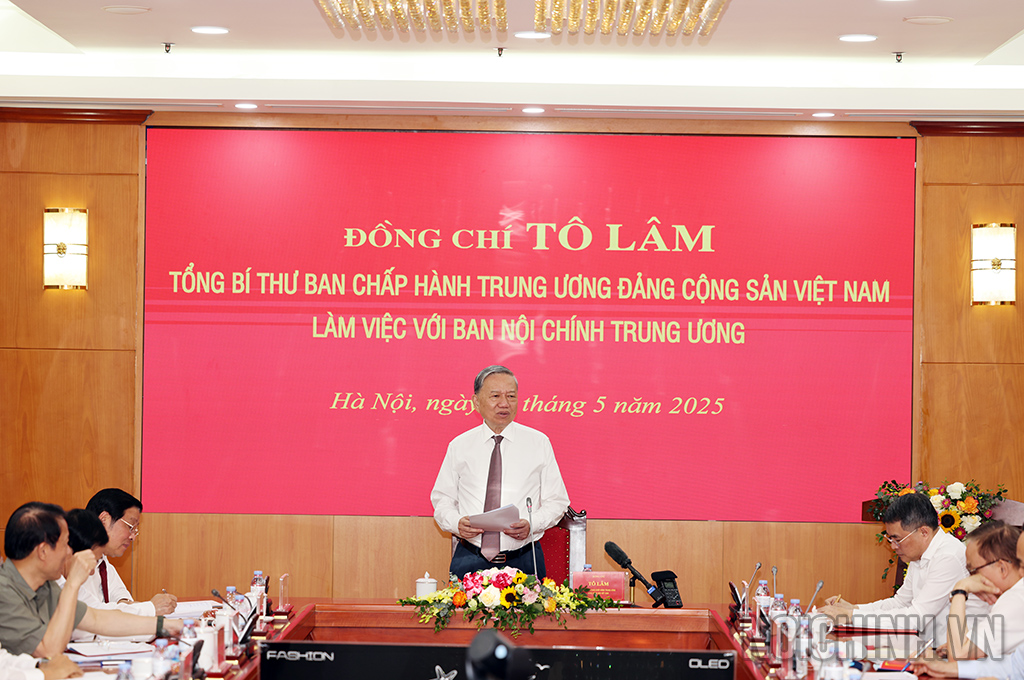 ĐỒNG CHÍ TÔ LÂM
TỔNG BÍ THƯ BAN CHẤP HÀNH TRUNG ƯƠNG ĐẢNG CỘNG SẢN VIỆT NAM
LÀM VIỆC VỚI BAN NỘI CHÍNH TRUNG ƯƠNG
Hà Nội, ngày tháng 5 năm 2025
TÔ LÂM
NOICHINH.VN
FASHION
OLED